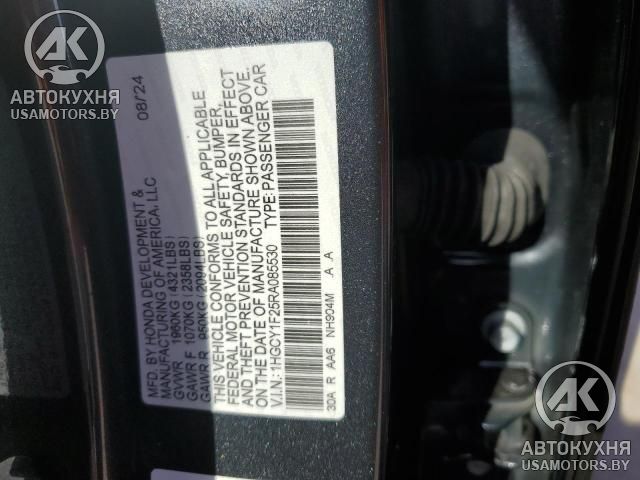 AK
АВТОКУХНЯ
USAMOTORS.BY
MFD. BY HONDA DEVELOPMENT & 08/24
MANUFACTURING OF AMERICA, LLC
GVWR 1960KG(4321LBS)
GAWR F 1070KG(2358LBS)
GAWR R 950KG(2094LBS)
THIS VEHICLE CONFORMS TO ALL APPLICABLE
FEDERAL MOTOR VEHICLE SAFETY, BUMPER,
AND THEFT PREVENTION STANDARDS IN EFFECT
ON THE DATE OF MANUFACTURE SHOWN ABOVE.
V.I.N.: 1HGCY1F25RA085530 TYPE: PASSENGER CAR
30A R AA6 NH904M A A
AK
АВТОКУХНЯ
USAMOTORS.BY